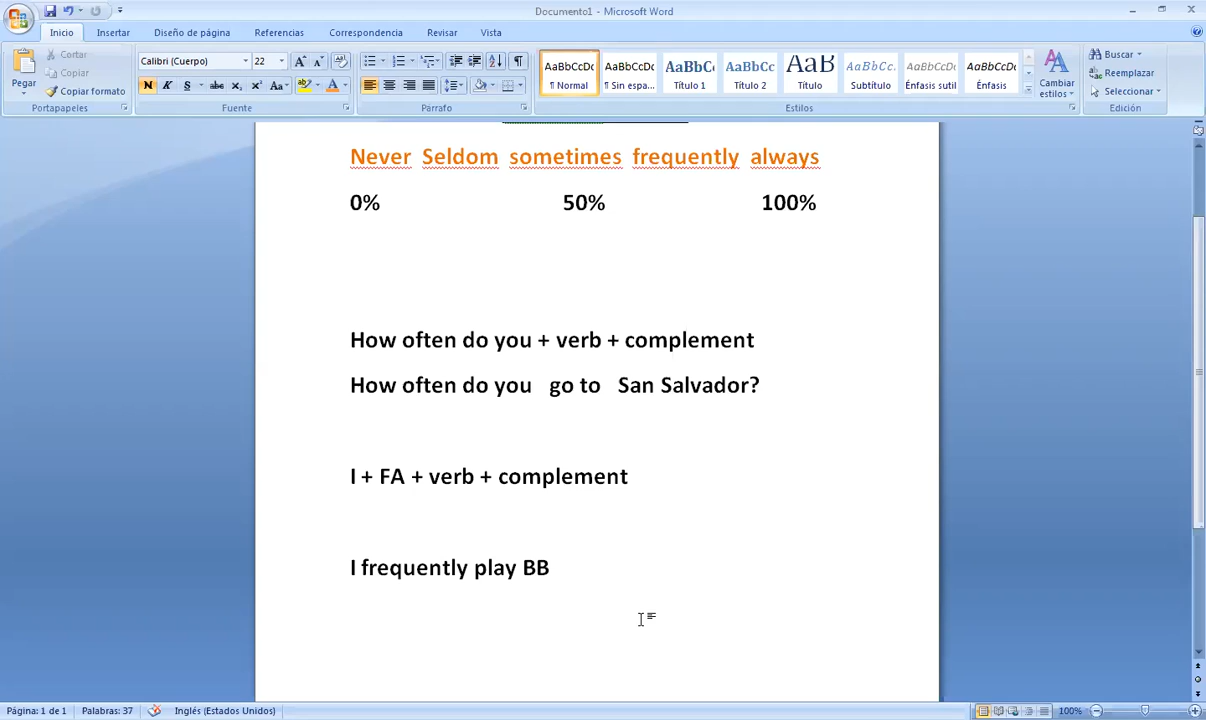 Documento1 - Microsoft Word
Inicio Insertar Diseño de página Referencias Correspondencia Revisar Vista
Pegar
Cortar
Copiar
Copiar formato
Portapapeles
Calibri (Cuerpo) 22
N K S abc x₂ x² Aa
Fuente
Párrafo
AaBbCcDc AaBbCcDc AaBbC AaBbCc AaB AaBbCc. AaBbCcDc AaBbCcDc
¶ Normal ¶ Sin espa... Título 1 Título 2 Título Subtítulo Énfasis sutil Énfasis
Cambiar estilos
Estilos
Buscar
Reemplazar
Seleccionar
Edición
Never Seldom sometimes frequently always
0% 50% 100%
How often do you + verb + complement
How often do you go to San Salvador?
I + FA + verb + complement
I frequently play BB
Página: 1 de 1 Palabras: 37 Inglés (Estados Unidos) 100%